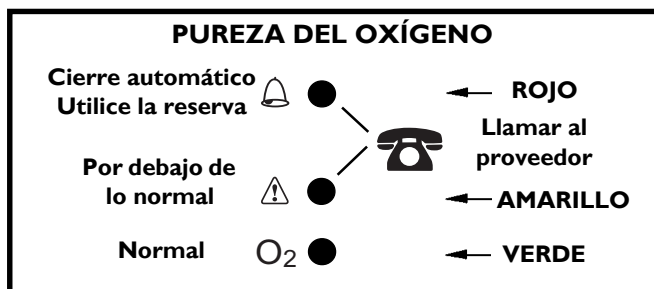 PUREZA DEL OXÍGENO
Cierre automático
Utilice la reserva
ROJO
Llamar al
proveedor
Por debajo de
lo normal
AMARILLO
Normal
O₂
VERDE